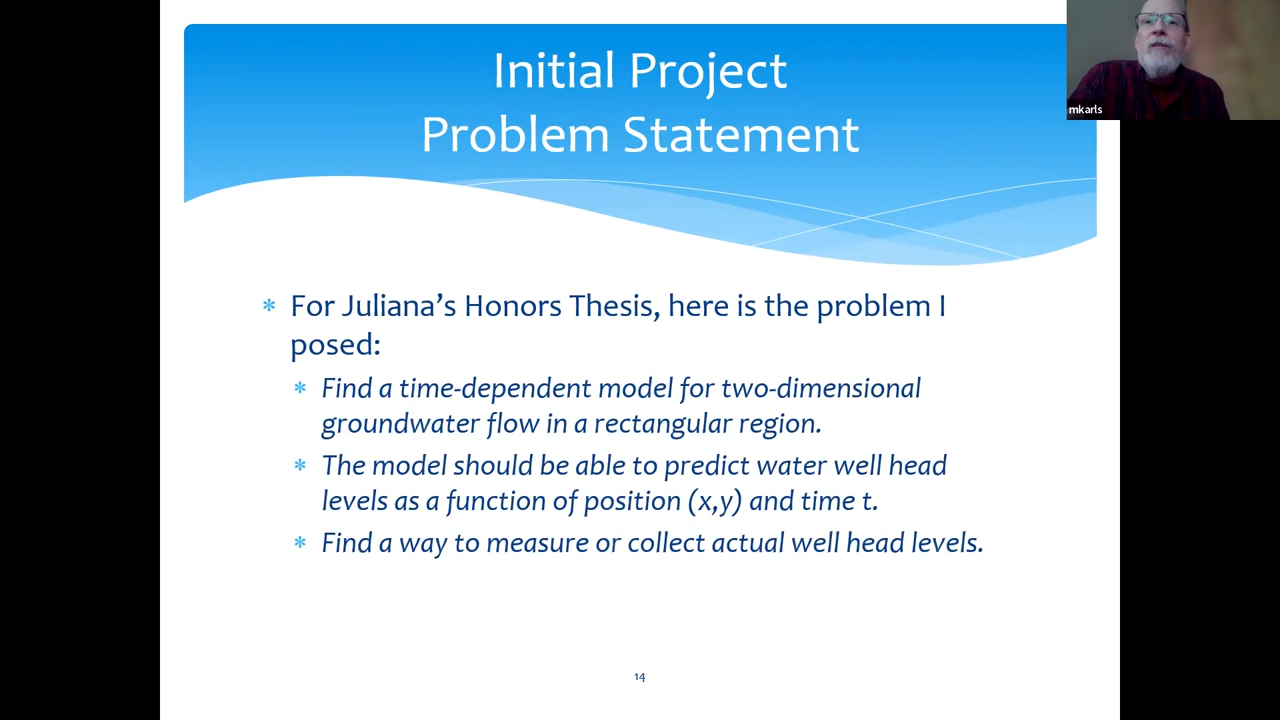 Initial Project
Problem Statement
mkarls
* For Juliana's Honors Thesis, here is the problem I
posed:
* Find a time-dependent model for two-dimensional
groundwater flow in a rectangular region.
* The model should be able to predict water well head
levels as a function of position (x,y) and time t.
* Find a way to measure or collect actual well head levels.
14